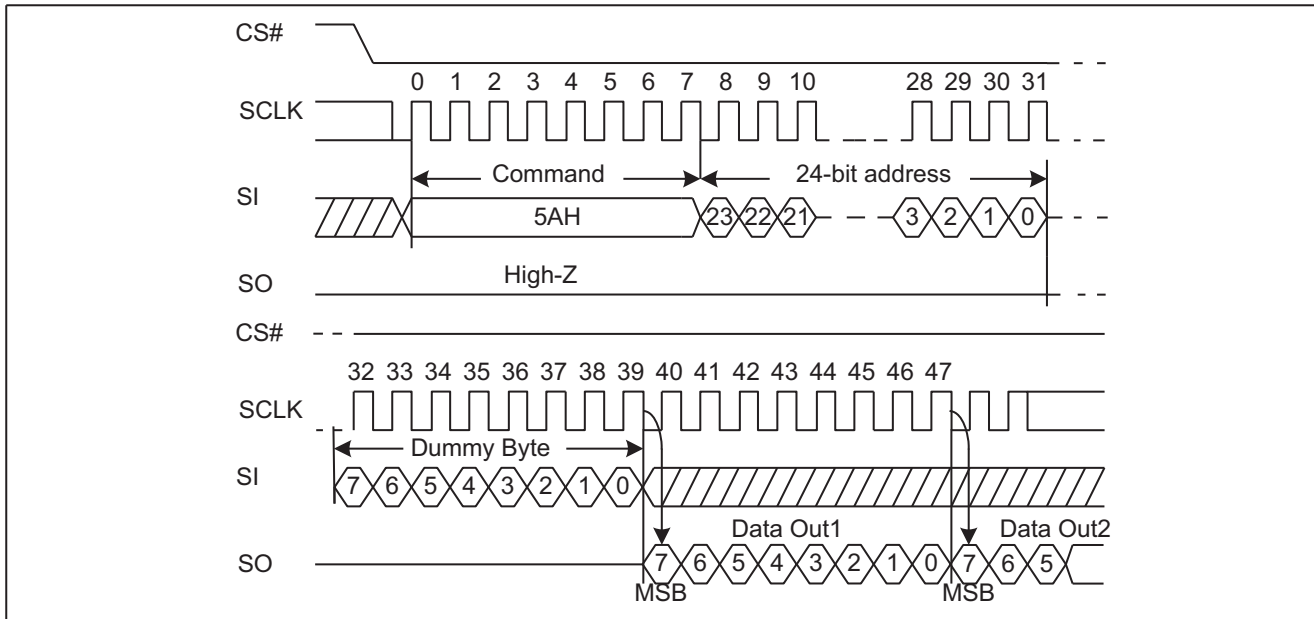 CS#
0 1 2 3 4 5 6 7 8 9 10 28 29 30 31
SCLK
Command 24-bit address
SI
5AH 23 22 21 3 2 1 0
High-Z
SO
CS#
32 33 34 35 36 37 38 39 40 41 42 43 44 45 46 47
SCLK
Dummy Byte
SI
7 6 5 4 3 2 1 0
Data Out1 Data Out2
SO
7 6 5 4 3 2 1 0 7 6 5
MSB MSB